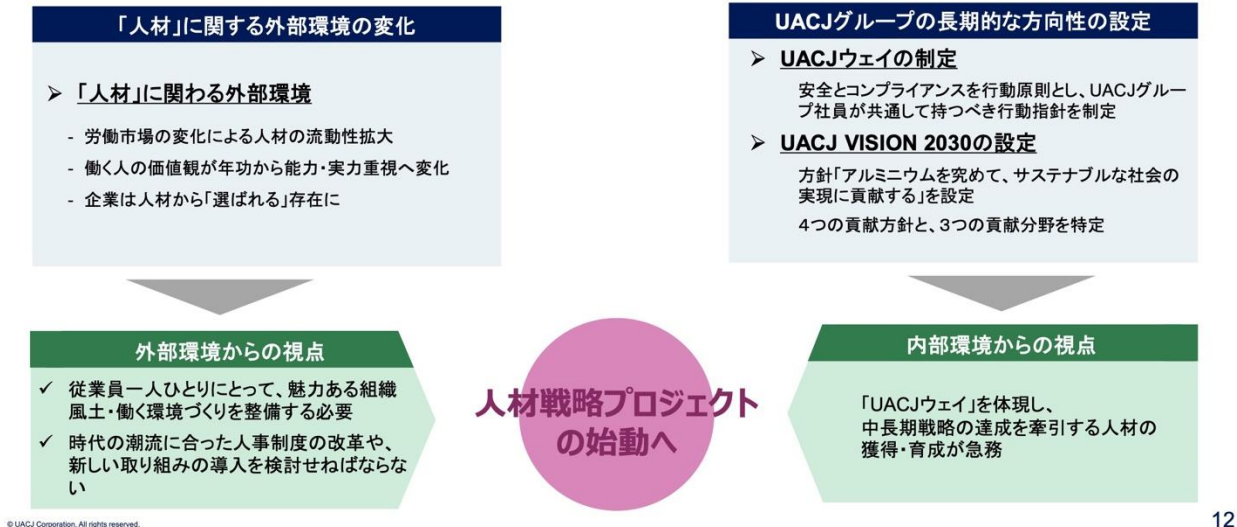 「人材」に関する外部環境の変化
➢ 「人材」に関わる外部環境
- 労働市場の変化による人材の流動性拡大
- 働く人の価値観が年功から能力・実力重視へ変化
- 企業は人材から「選ばれる」存在に
UACJグループの長期的な方向性の設定
➢ UACJウェイの制定
安全とコンプライアンスを行動原則とし、UACJグルー
プ社員が共通して持つべき行動指針を制定
➢ UACJ VISION 2030の設定
方針「アルミニウムを究めて、サステナブルな社会の
実現に貢献する」を設定
4つの貢献方針と、3つの貢献分野を特定
外部環境からの視点
✓ 従業員一人ひとりにとって、魅力ある組織
風土・働く環境づくりを整備する必要
✓ 時代の潮流に合った人事制度の改革や、
新しい取り組みの導入を検討せねばならな
い
人材戦略プロジェクト
の始動へ
内部環境からの視点
「UACJウェイ」を体現し、
中長期戦略の達成を牽引する人材の
獲得・育成が急務
© UACJ Corporation. All rights reserved.
12